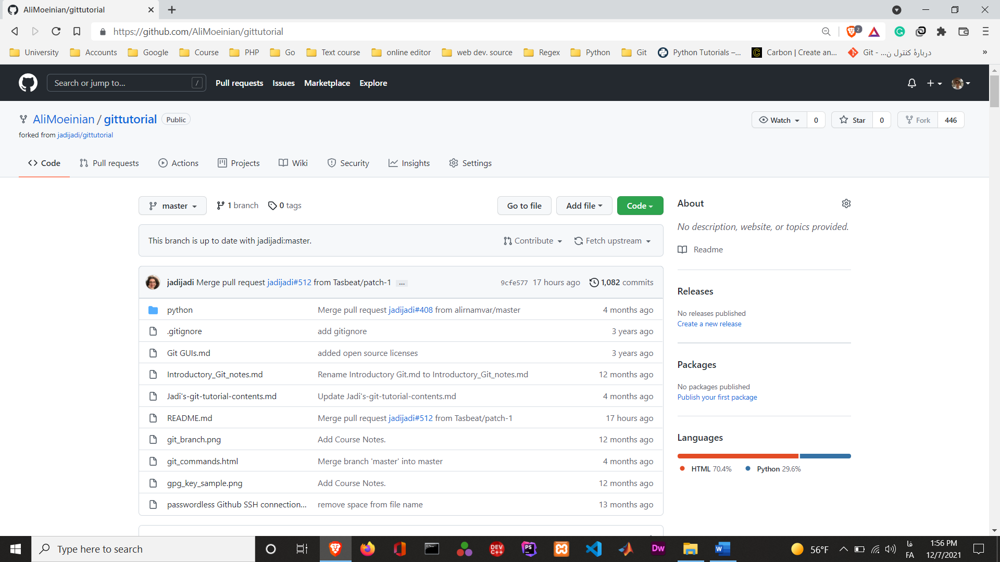 AliMoeinian/gittutorial
https://github.com/AliMoeinian/gittutorial
2
University Accounts Google Course PHP Go Text course online editor web dev. source Regex Python Git Python Tutorials –... Carbon | Create an... Git - ...دربارهٔ کنترل ن »
Search or jump to... / Pull requests Issues Marketplace Explore
AliMoeinian / gittutorial Public
Watch 0 Star 0 Fork 446
forked from jadijadi/gittutorial
Code Pull requests Actions Projects Wiki Security Insights Settings
master 1 branch 0 tags Go to file Add file Code
This branch is up to date with jadijadi:master. Contribute Fetch upstream
jadijadi Merge pull request jadijadi#512 from Tasbeat/patch-1 ... 9cfe577 17 hours ago 1,082 commits
python Merge pull request jadijadi#408 from alirnamvar/master 4 months ago
.gitignore add gitignore 3 years ago
Git GUIs.md added open source licenses 3 years ago
Introductory_Git_notes.md Rename Introductory Git.md to Introductory_Git_notes.md 12 months ago
Jadi's-git-tutorial-contents.md Update Jadi's-git-tutorial-contents.md 4 months ago
README.md Merge pull request jadijadi#512 from Tasbeat/patch-1 17 hours ago
git_branch.png Add Course Notes. 12 months ago
git_commands.html Merge branch 'master' into master 4 months ago
gpg_key_sample.png Add Course Notes. 12 months ago
passwordless Github SSH connection... remove space from file name 13 months ago
About
No description, website, or topics provided.
Readme
Releases
No releases published
Create a new release
Packages
No packages published
Publish your first package
Languages
HTML 70.4% Python 29.6%
Type here to search
DEV C++
PS
Dw
W
56°F
فا
FA
1:56 PM
12/7/2021